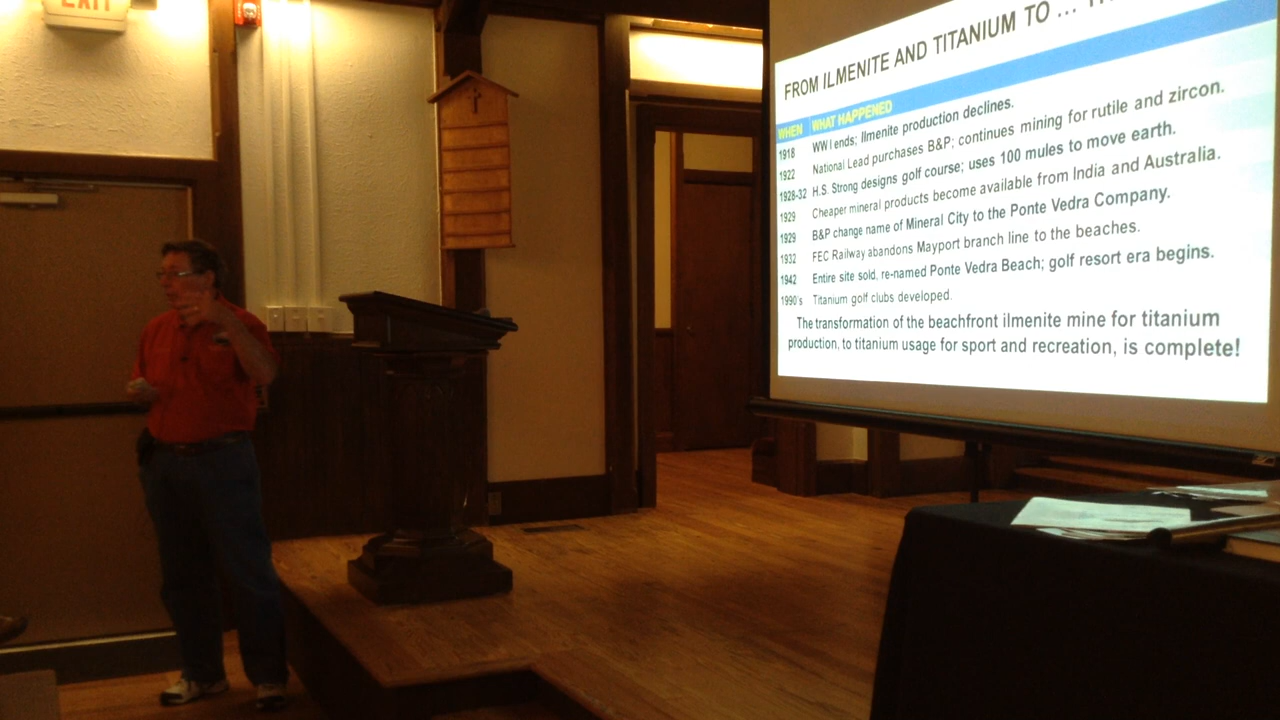 EXIT
FROM ILMENITE AND TITANIUM TO ...
WHEN WHAT HAPPENED
1918 WW I ends; Ilmenite production declines.
1922 National Lead purchases B&P; continues mining for rutile and zircon.
1928-32 H.S. Strong designs golf course; uses 100 mules to move earth.
1929 Cheaper mineral products become available from India and Australia.
1929 B&P change name of Mineral City to the Ponte Vedra Company.
1932 FEC Railway abandons Mayport branch line to the beaches.
1942 Entire site sold, re-named Ponte Vedra Beach; golf resort era begins.
1990's Titanium golf clubs developed.
The transformation of the beachfront ilmenite mine for titanium
production, to titanium usage for sport and recreation, is complete!